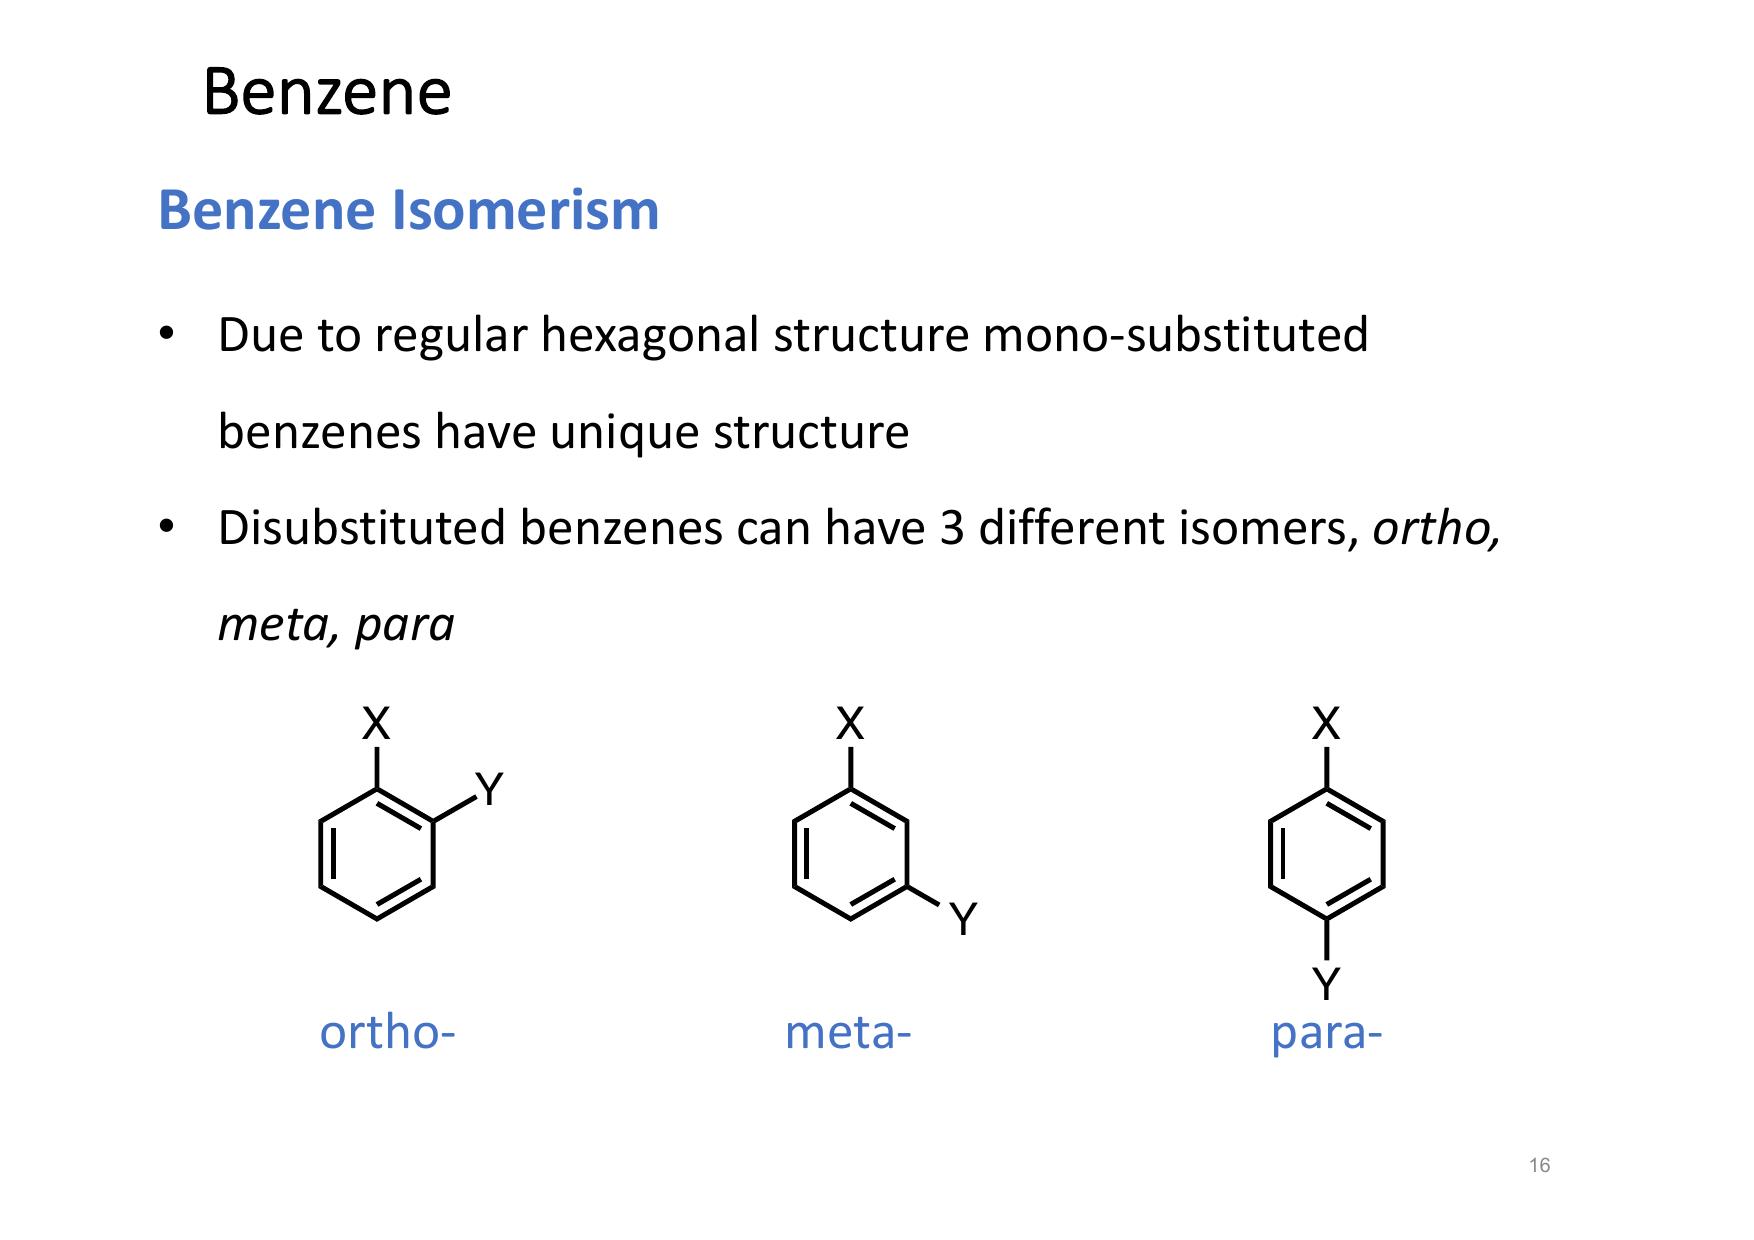 Benzene
Benzene Isomerism
• Due to regular hexagonal structure mono-substituted
benzenes have unique structure
• Disubstituted benzenes can have 3 different isomers, ortho,
meta, para
X
Y
X
Y
X
Y
ortho-
meta-
para-
16